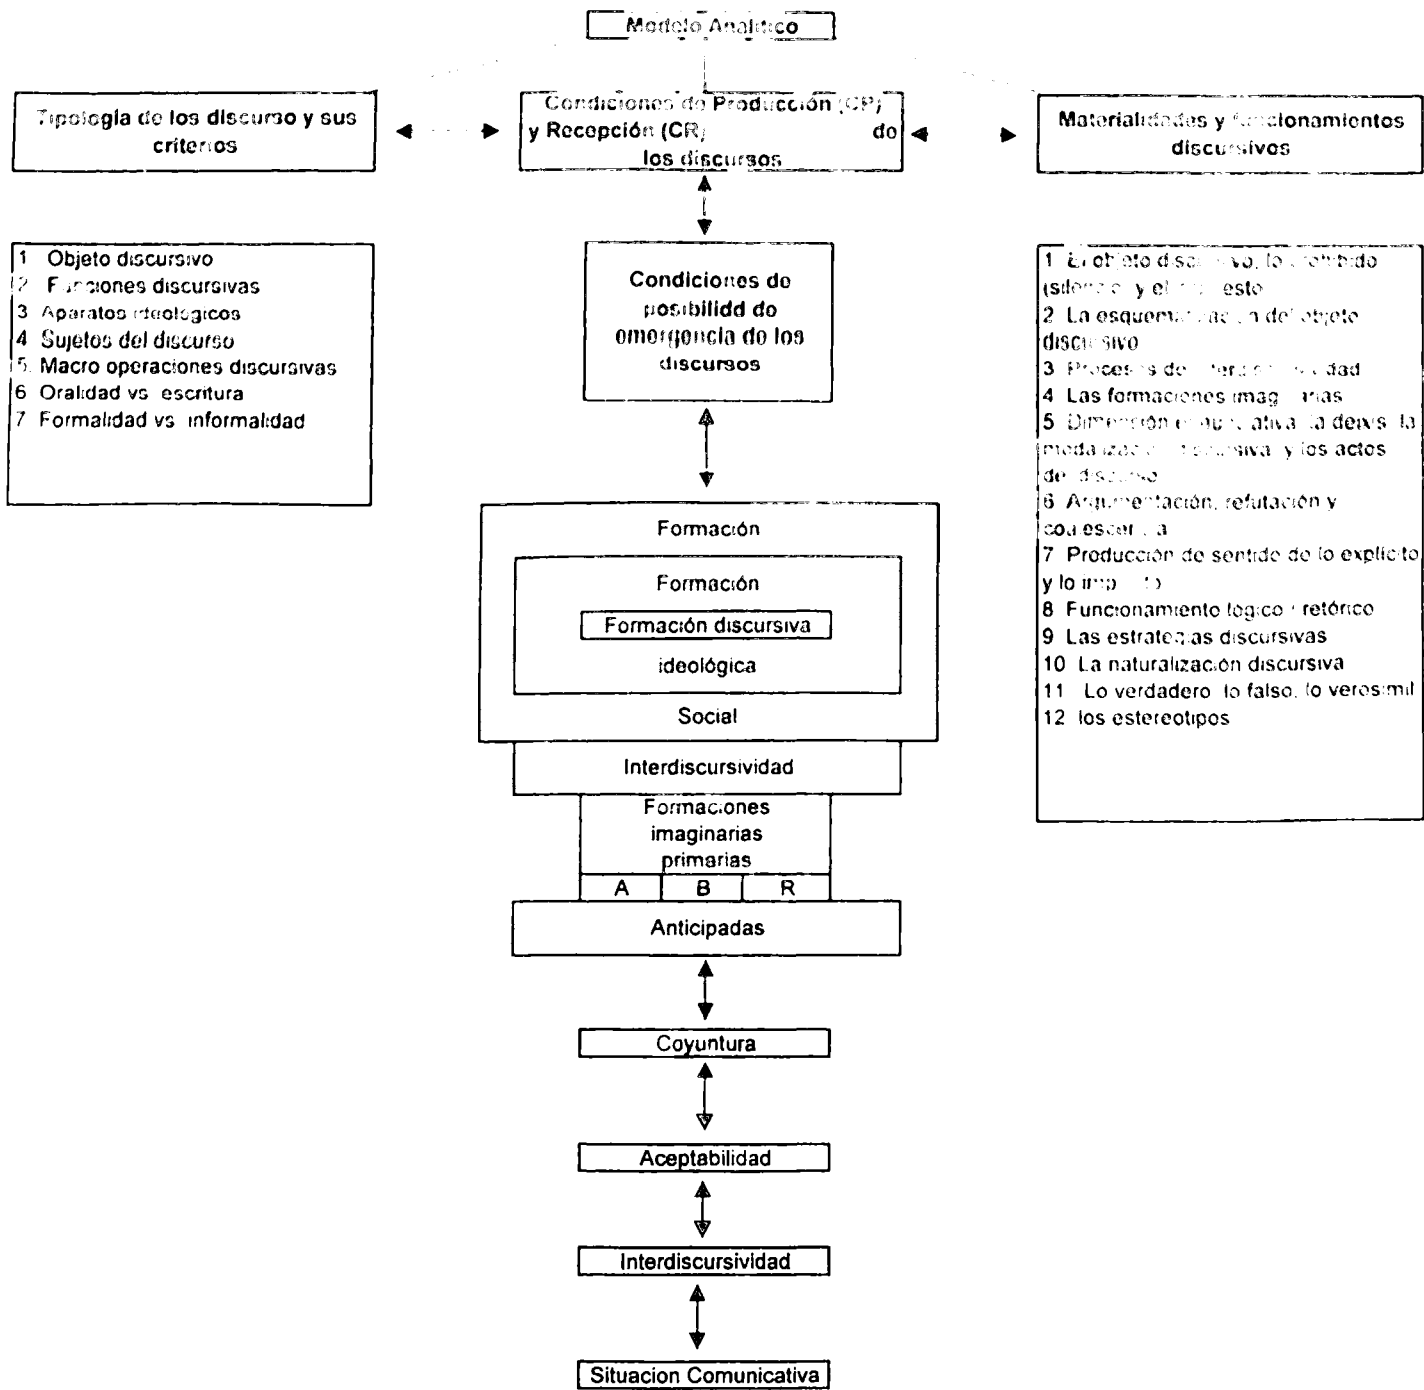 Modelo Analítico
Tipología de los discurso y sus
criterios
Condiciones de Producción (CP)
y Recepción (CR) de
los discursos
Materialidades y funcionamientos
discursivos
1 Objeto discursivo
2 Funciones discursivas
3 Aparatos ideológicos
4 Sujetos del discurso
5. Macro operaciones discursivas
6 Oralidad vs escritura
7 Formalidad vs informalidad
Condiciones de
posibilidd de
emergencia de los
discursos
Formación
Formación
Formación discursiva
ideológica
Social
Interdiscursividad
Formaciones
imaginarias
primarias
A B R
Anticipadas
Coyuntura
Aceptabilidad
Interdiscursividad
Situacion Comunicativa
1 El objeto discursivo, lo prohibido
y el
2 La esquematización del objeto
discursivo
3 Procesos de
4 Las formaciones imaginarias
5 Dimensión la deixis la
y los actos
de discurso
6 Argumentación, refutación y
7 Producción de sentido de lo explícito
y lo
8 Funcionamiento lógico retórico
9 Las estrategias discursivas
10 La naturalización discursiva
11 Lo verdadero lo falso, lo verosímil
12 los estereotipos